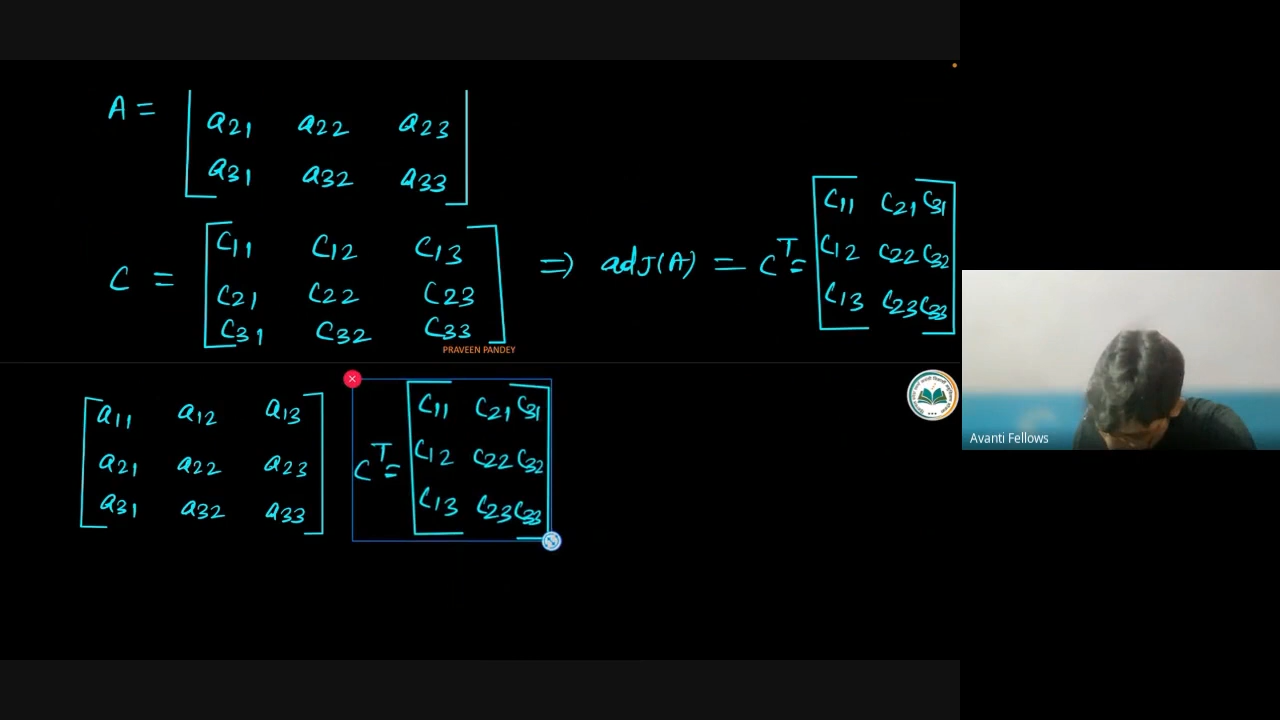 A =
a21 a22 a23
a31 a32 a33
C = [C11 C12 C13
C21 C22 C23
C31 C32 C33]
⇒ adj(A) = C^T = [C11 C21 C31
C12 C22 C32
C13 C23 C33]
PRAVEEN PANDEY
[a11 a12 a13
a21 a22 a23
a31 a32 a33]
C^T = [C11 C21 C31
C12 C22 C32
C13 C23 C33]
Avanti Fellows